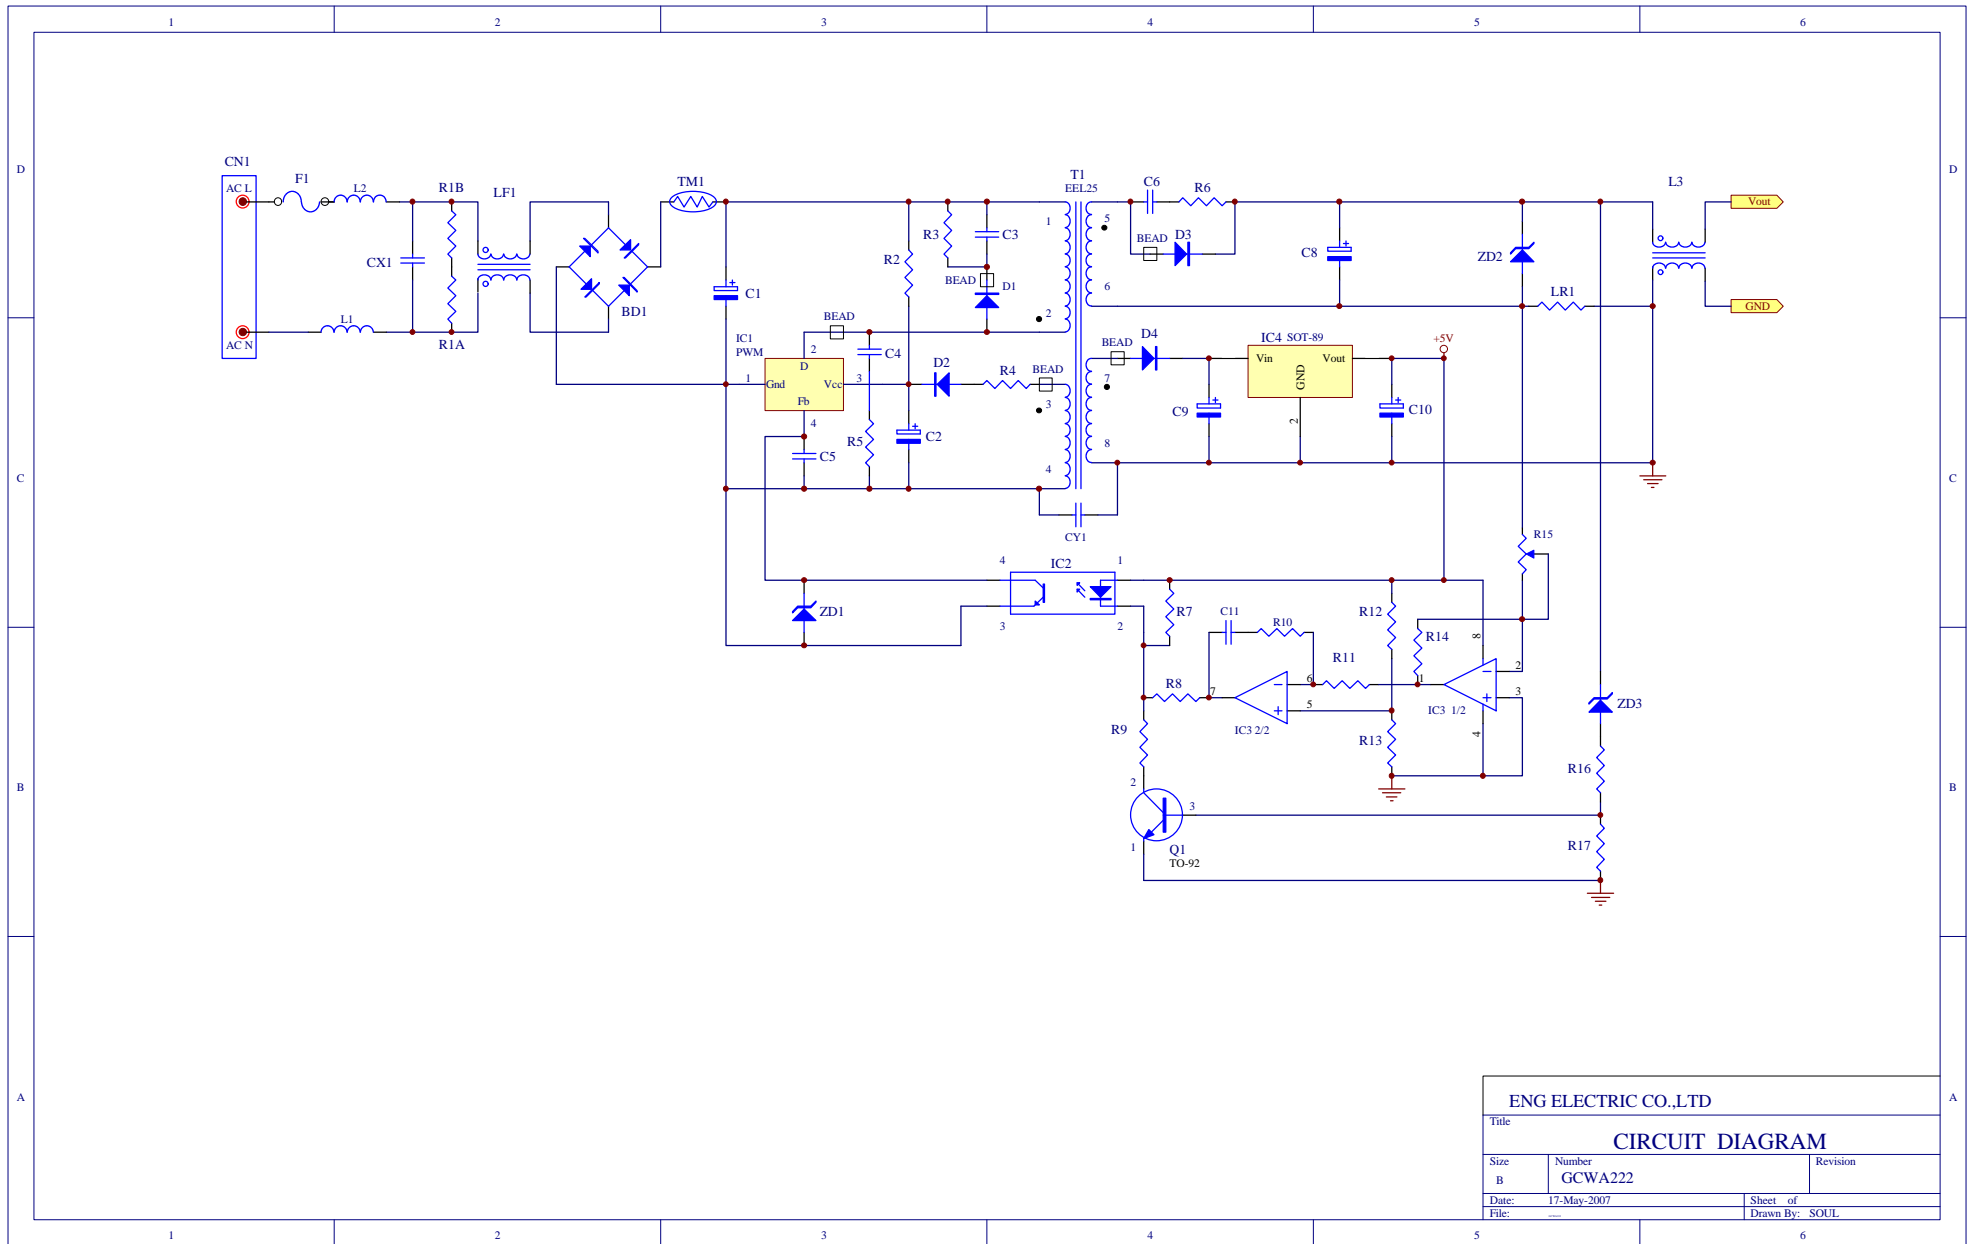 1 2 3 4 5 6
D D
C C
B B
A A
CN1
AC L
AC N
F1
L2
L1
CX1
R1B
R1A
LF1
BD1
TM1
C1
IC1
PWM
D
Gnd Vcc
Fb
1
2
3
4
BEAD
C4
R5
C5
R2
R3
C3
BEAD
D1
D2
R4
BEAD
C2
T1
EEL25
1
2
3
4
5
6
7
8
CY1
C6
R6
BEAD
D3
C8
ZD2
LR1
L3
Vout
GND
BEAD
D4
C9
IC4 SOT-89
Vin Vout
GND
2
C10
+5V
R15
ZD1
IC2
4
3
1
2
R7
C11
R10
R12
R14
R11
R8
7
6
5
IC3 2/2
R13
1
8
2
3
4
IC3 1/2
R9
2
3
1
Q1
TO-92
ZD3
R16
R17
ENG ELECTRIC CO.,LTD
Title
CIRCUIT DIAGRAM
Size Number Revision
B GCWA222
Date: 17-May-2007 Sheet of
File: Drawn By: SOUL
1 2 3 4 5 6